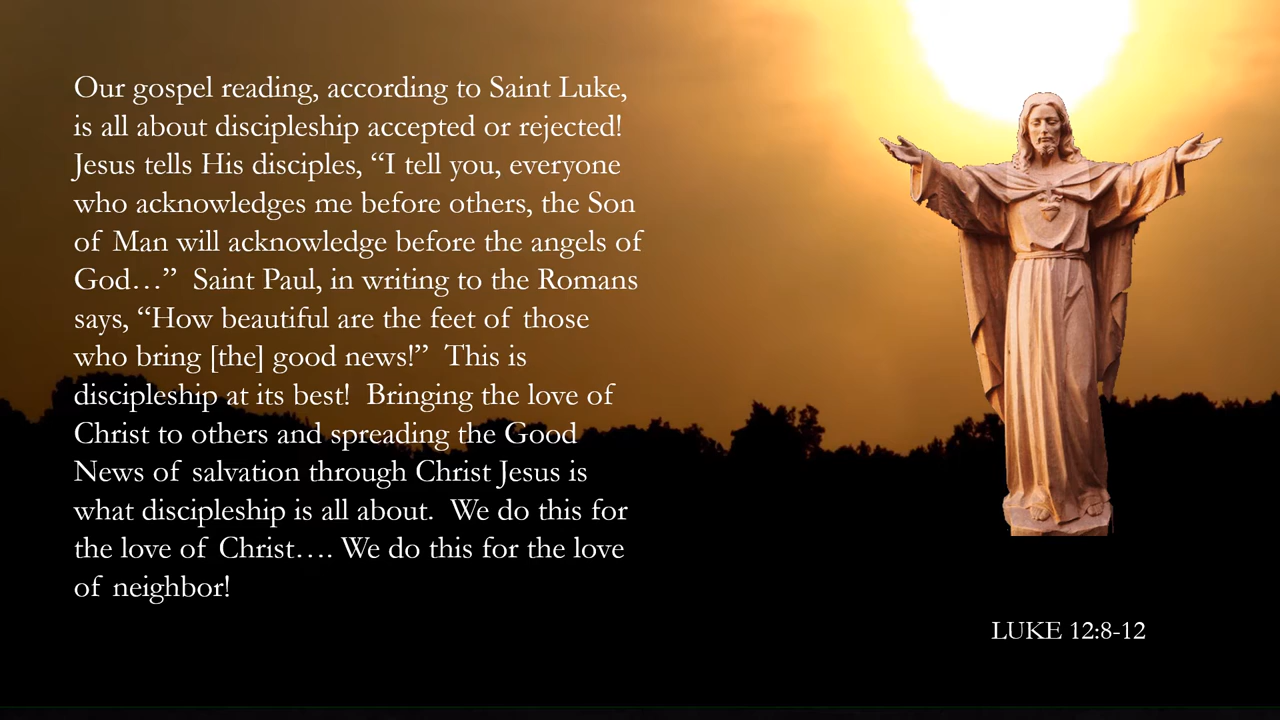 Our gospel reading, according to Saint Luke,
is all about discipleship accepted or rejected!
Jesus tells His disciples, “I tell you, everyone
who acknowledges me before others, the Son
of Man will acknowledge before the angels of
God…”  Saint Paul, in writing to the Romans
says, “How beautiful are the feet of those
who bring [the] good news!”  This is
discipleship at its best!  Bringing the love of
Christ to others and spreading the Good
News of salvation through Christ Jesus is
what discipleship is all about.  We do this for
the love of Christ…. We do this for the love
of neighbor!
LUKE 12:8-12